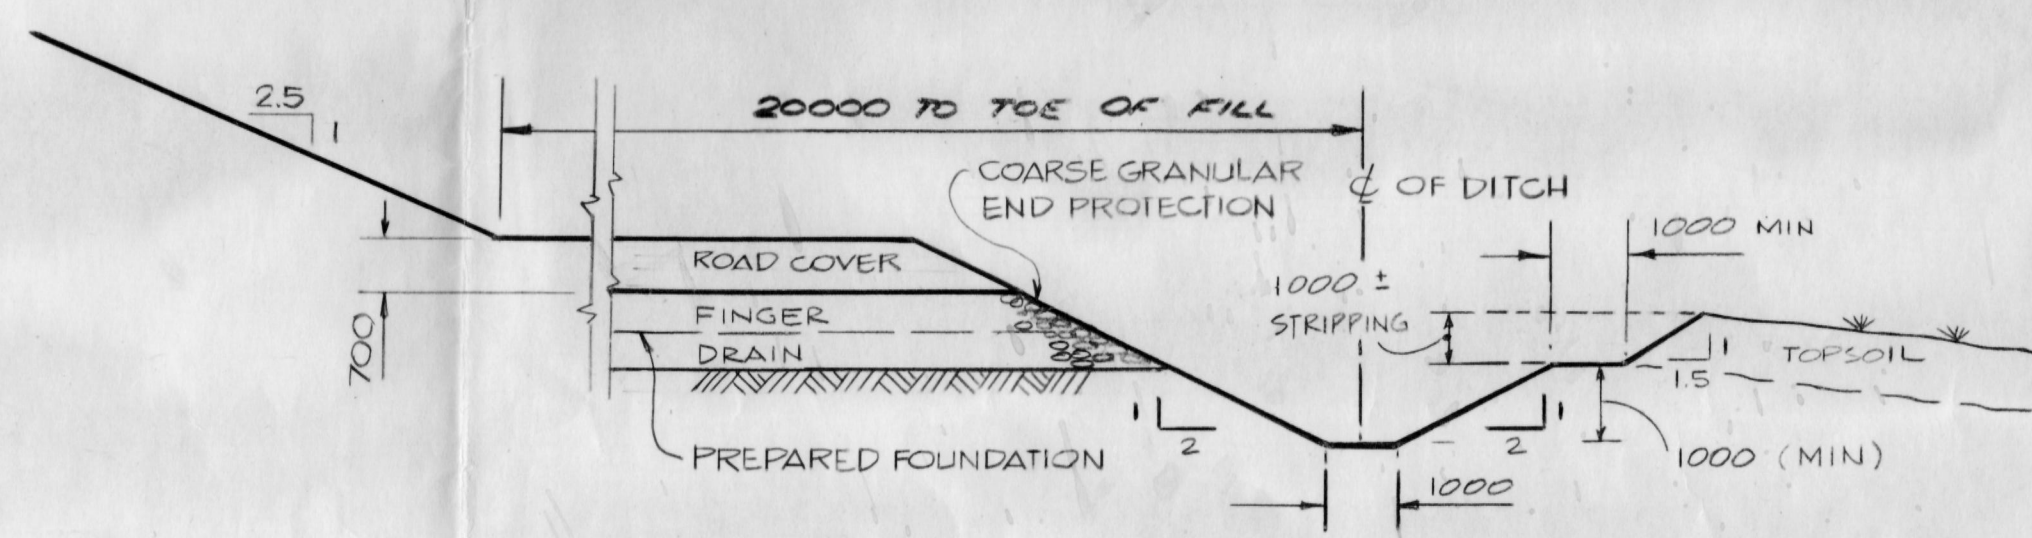 2.5
1
20000 TO TOE OF FILL
COARSE GRANULAR
END PROTECTION
℄ OF DITCH
1000 MIN
ROAD COVER
1000 ±
STRIPPING
FINGER
DRAIN
700
TOPSOIL
1
1.5
1
2
2
1
PREPARED FOUNDATION
1000 (MIN)
1000